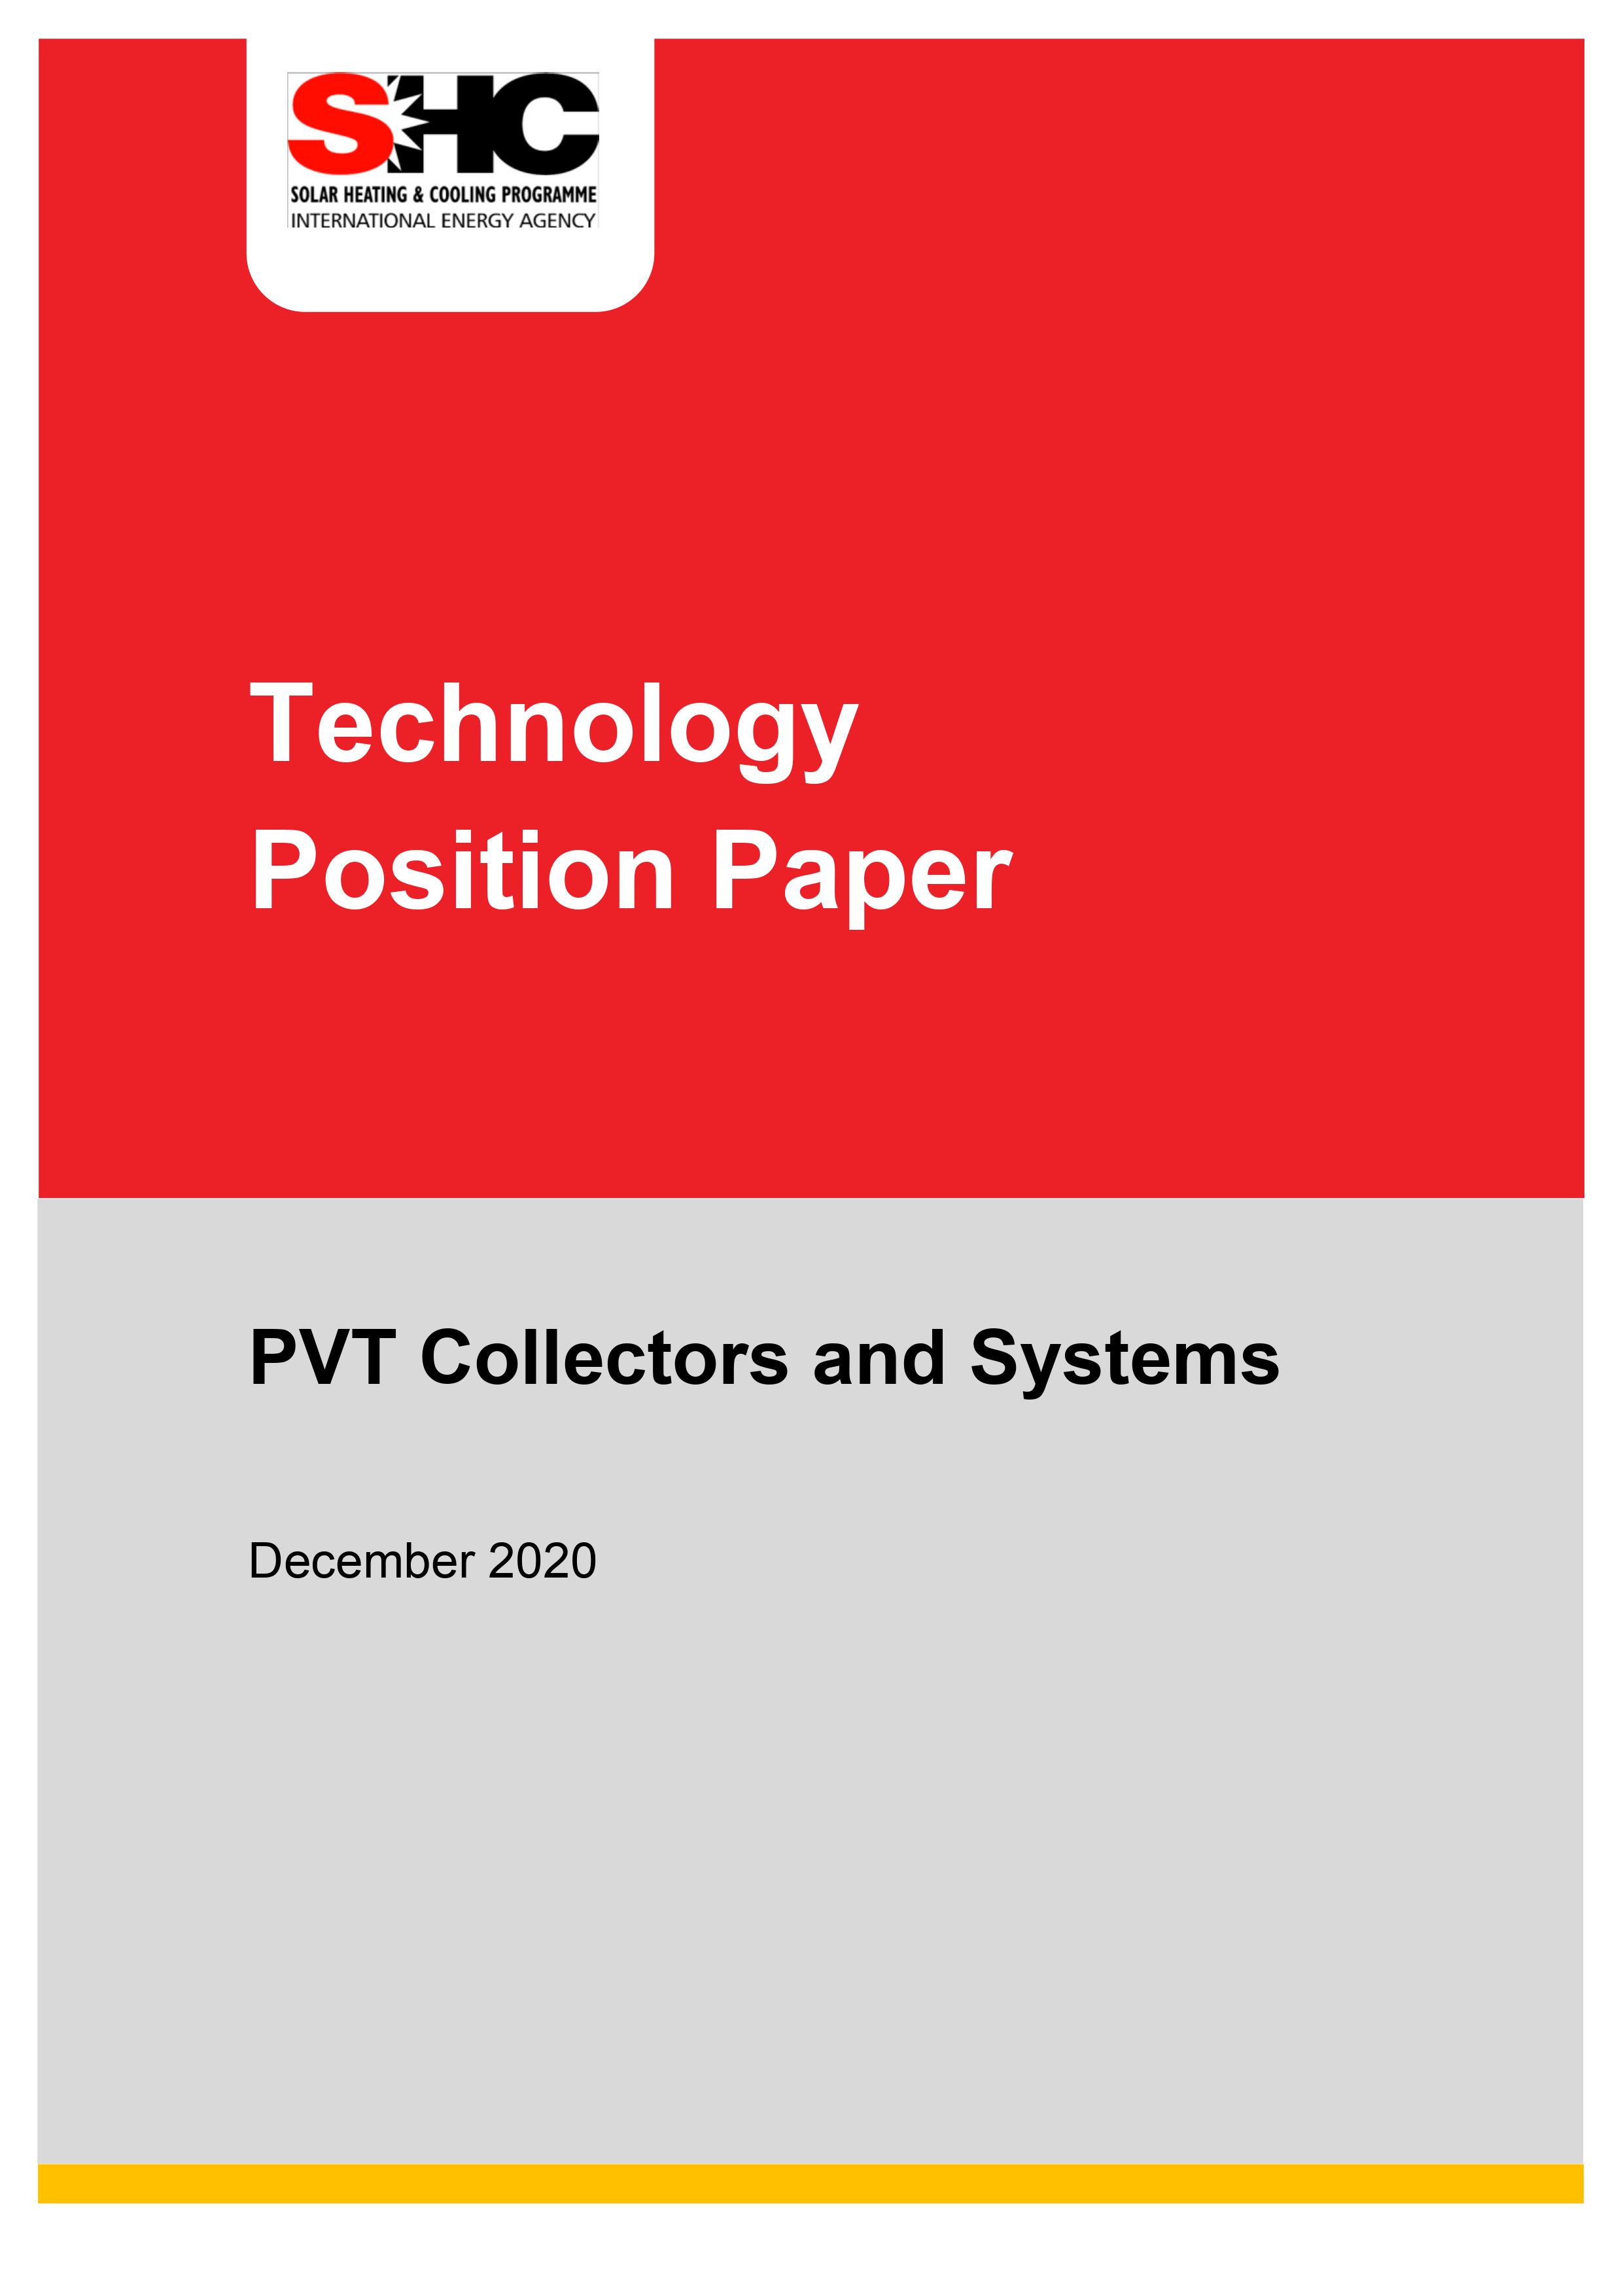 SHC
SOLAR HEATING & COOLING PROGRAMME
INTERNATIONAL ENERGY AGENCY
Technology
Position Paper
PVT Collectors and Systems
December 2020